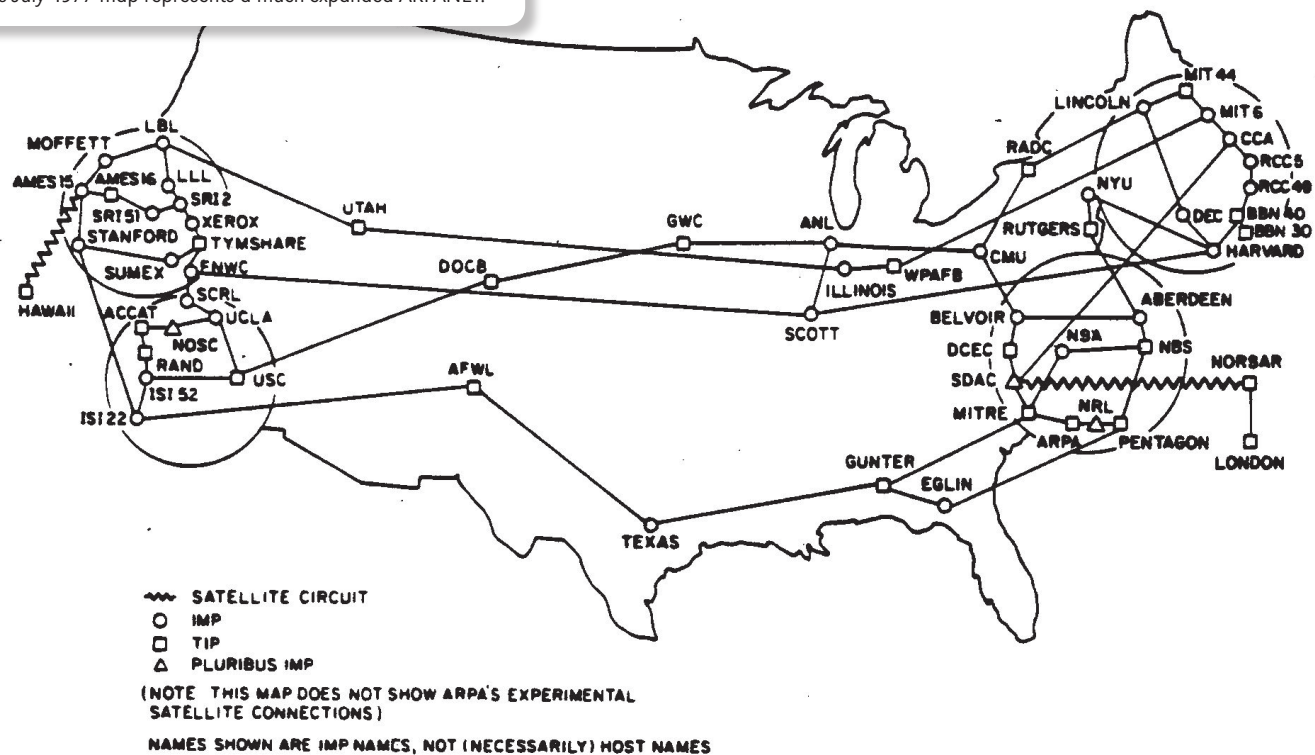 July 1977 map represents a much expanded ARPANET.
MIT 44
LINCOLN
MIT 6
LBL
MOFFETT
CCA
RADC
RCC 5
AMES 15
AMES 16
LLL
NYU
RCC 49
SRI 2
SRI 51
XEROX
UTAH
GWC
ANL
DEC
BBN 40
RUTGERS
BBN 30
STANFORD
TYMSHARE
HARVARD
SUMEX
FNWC
DOCB
WPAFB
CMU
ILLINOIS
SCRL
ABERDEEN
HAWAII
ACCAT
UCLA
BELVOIR
SCOTT
NSA
NOSC
DCEC
NBS
NORSAR
RAND
AFWL
USC
SDAC
ISI 52
NRL
MITRE
ISI 22
ARPA
PENTAGON
LONDON
GUNTER
EGLIN
TEXAS
SATELLITE CIRCUIT
IMP
TIP
PLURIBUS IMP
(NOTE THIS MAP DOES NOT SHOW ARPA'S EXPERIMENTAL
SATELLITE CONNECTIONS)
NAMES SHOWN ARE IMP NAMES, NOT (NECESSARILY) HOST NAMES